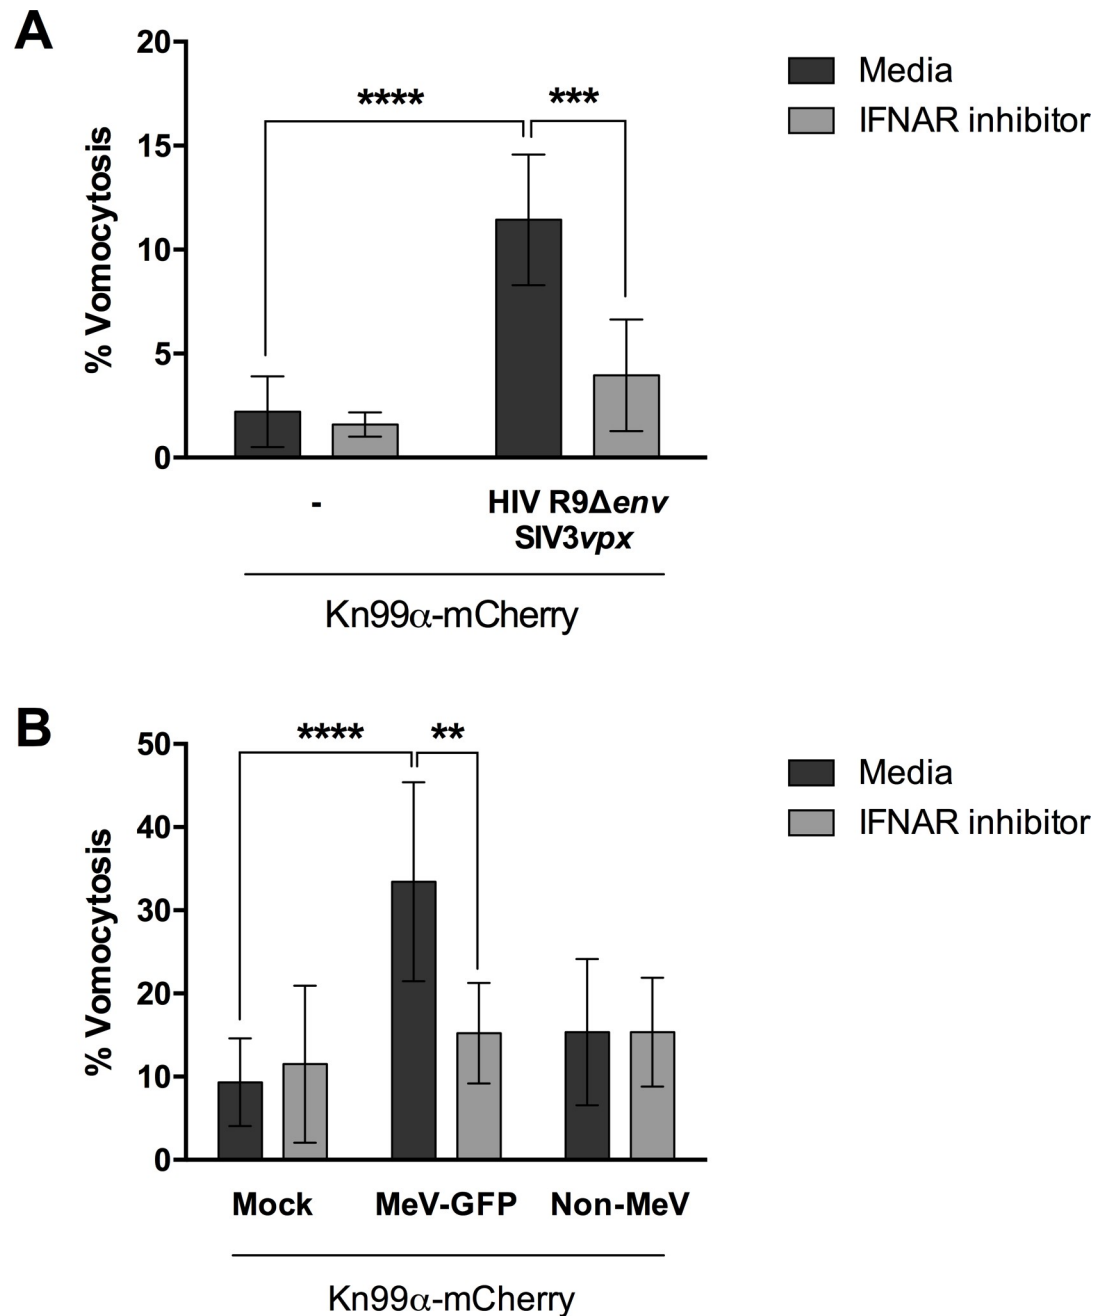 A
20
15
10
5
0
% Vomocytosis
****
***
Media
IFNAR inhibitor
-
HIV R9Δenv
SIV3vpx
Kn99α-mCherry
B
50
40
30
20
10
0
% Vomocytosis
****
**
Media
IFNAR inhibitor
Mock
MeV-GFP
Non-MeV
Kn99α-mCherry